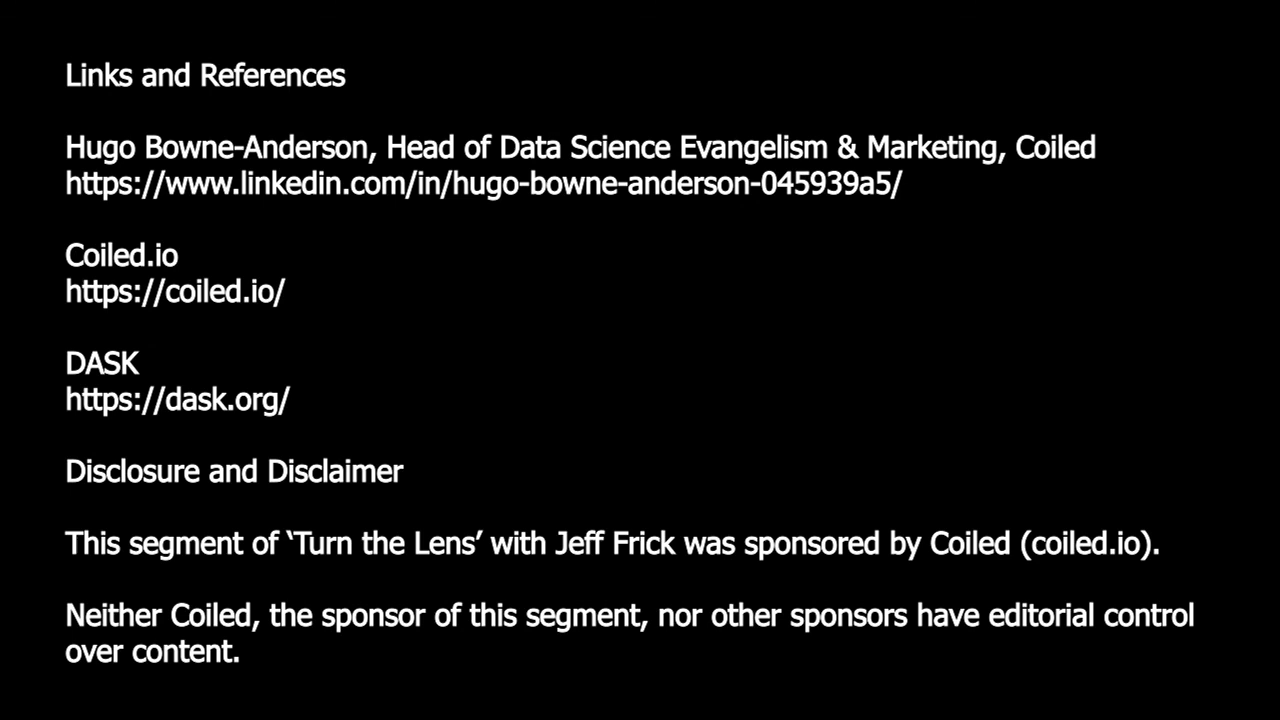 Links and References
Hugo Bowne-Anderson, Head of Data Science Evangelism & Marketing, Coiled
https://www.linkedin.com/in/hugo-bowne-anderson-045939a5/
Coiled.io
https://coiled.io/
DASK
https://dask.org/
Disclosure and Disclaimer
This segment of ‘Turn the Lens’ with Jeff Frick was sponsored by Coiled (coiled.io).
Neither Coiled, the sponsor of this segment, nor other sponsors have editorial control
over content.